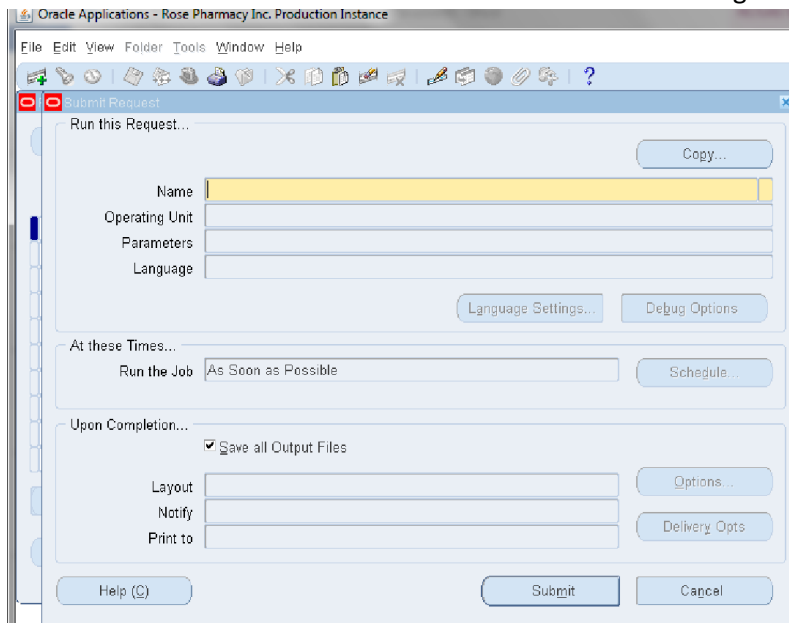 Oracle Applications - Rose Pharmacy Inc. Production Instance
File Edit View Folder Tools Window Help
Submit Request
Run this Request...
Copy...
Name
Operating Unit
Parameters
Language
Language Settings... Debug Options
At these Times...
Run the Job As Soon as Possible Schedule...
Upon Completion...
Save all Output Files
Layout Options...
Notify
Print to Delivery Opts
Help (C) Submit Cancel